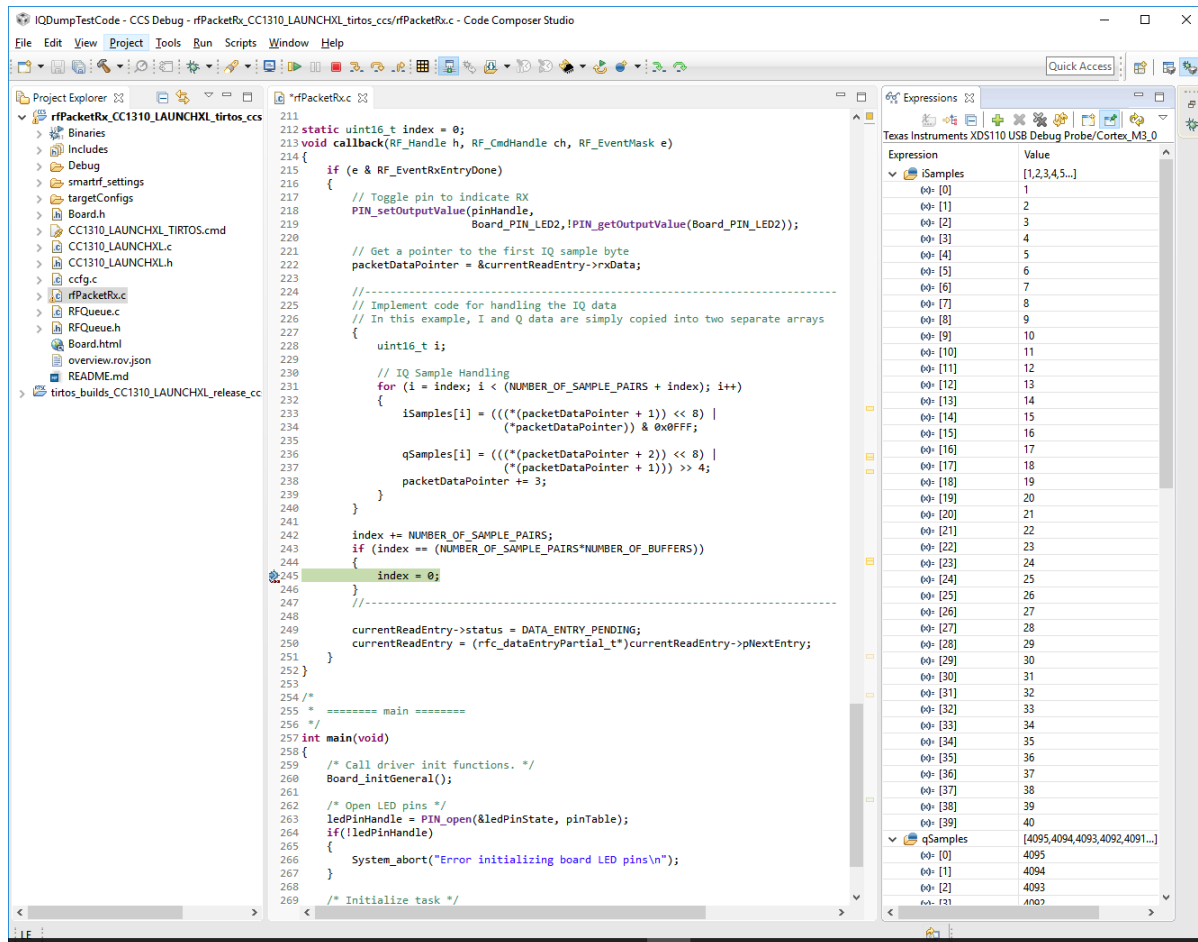 IQDumpTestCode - CCS Debug - rfPacketRx_CC1310_LAUNCHXL_tirtos_ccs/rfPacketRx.c - Code Composer Studio
File Edit View Project Tools Run Scripts Window Help
Quick Access
Project Explorer
rfPacketRx_CC1310_LAUNCHXL_tirtos_ccs
Binaries
Includes
Debug
smartrf_settings
targetConfigs
Board.h
CC1310_LAUNCHXL_TIRTOS.cmd
CC1310_LAUNCHXL.c
CC1310_LAUNCHXL.h
ccfg.c
rfPacketRx.c
RFQueue.c
RFQueue.h
Board.html
overview.rov.json
README.md
tirtos_builds_CC1310_LAUNCHXL_release_cc
*rfPacketRx.c
211
212 static uint16_t index = 0;
213 void callback(RF_Handle h, RF_CmdHandle ch, RF_EventMask e)
214 {
215     if (e & RF_EventRxEntryDone)
216     {
217         // Toggle pin to indicate RX
218         PIN_setOutputValue(pinHandle,
219                            Board_PIN_LED2,!PIN_getOutputValue(Board_PIN_LED2));
220
221         // Get a pointer to the first IQ sample byte
222         packetDataPointer = &currentReadEntry->rxData;
223
224         //--------------------------------------------------------------------------
225         // Implement code for handling the IQ data
226         // In this example, I and Q data are simply copied into two separate arrays
227         {
228             uint16_t i;
229
230             // IQ Sample Handling
231             for (i = index; i < (NUMBER_OF_SAMPLE_PAIRS + index); i++)
232             {
233                 iSamples[i] = (((*(packetDataPointer + 1)) << 8) |
234                                 (*packetDataPointer)) & 0x0FFF;
235
236                 qSamples[i] = (((*(packetDataPointer + 2)) << 8) |
237                                 (*(packetDataPointer + 1))) >> 4;
238                 packetDataPointer += 3;
239             }
240         }
241
242         index += NUMBER_OF_SAMPLE_PAIRS;
243         if (index == (NUMBER_OF_SAMPLE_PAIRS*NUMBER_OF_BUFFERS))
244         {
245             index = 0;
246         }
247         //--------------------------------------------------------------------------
248
249         currentReadEntry->status = DATA_ENTRY_PENDING;
250         currentReadEntry = (rfc_dataEntryPartial_t*)currentReadEntry->pNextEntry;
251     }
252 }
253
254 /*
255  *  ======== main ========
256  */
257 int main(void)
258 {
259     /* Call driver init functions. */
260     Board_initGeneral();
261
262     /* Open LED pins */
263     ledPinHandle = PIN_open(&ledPinState, pinTable);
264     if(!ledPinHandle)
265     {
266         System_abort("Error initializing board LED pins\n");
267     }
268
269     /* Initialize task */
Expressions
Texas Instruments XDS110 USB Debug Probe/Cortex_M3_0
Expression Value
iSamples [1,2,3,4,5...]
(x)= [0] 1
(x)= [1] 2
(x)= [2] 3
(x)= [3] 4
(x)= [4] 5
(x)= [5] 6
(x)= [6] 7
(x)= [7] 8
(x)= [8] 9
(x)= [9] 10
(x)= [10] 11
(x)= [11] 12
(x)= [12] 13
(x)= [13] 14
(x)= [14] 15
(x)= [15] 16
(x)= [16] 17
(x)= [17] 18
(x)= [18] 19
(x)= [19] 20
(x)= [20] 21
(x)= [21] 22
(x)= [22] 23
(x)= [23] 24
(x)= [24] 25
(x)= [25] 26
(x)= [26] 27
(x)= [27] 28
(x)= [28] 29
(x)= [29] 30
(x)= [30] 31
(x)= [31] 32
(x)= [32] 33
(x)= [33] 34
(x)= [34] 35
(x)= [35] 36
(x)= [36] 37
(x)= [37] 38
(x)= [38] 39
(x)= [39] 40
qSamples [4095,4094,4093,4092,4091...]
(x)= [0] 4095
(x)= [1] 4094
(x)= [2] 4093
(x)= [3] 4092
LE